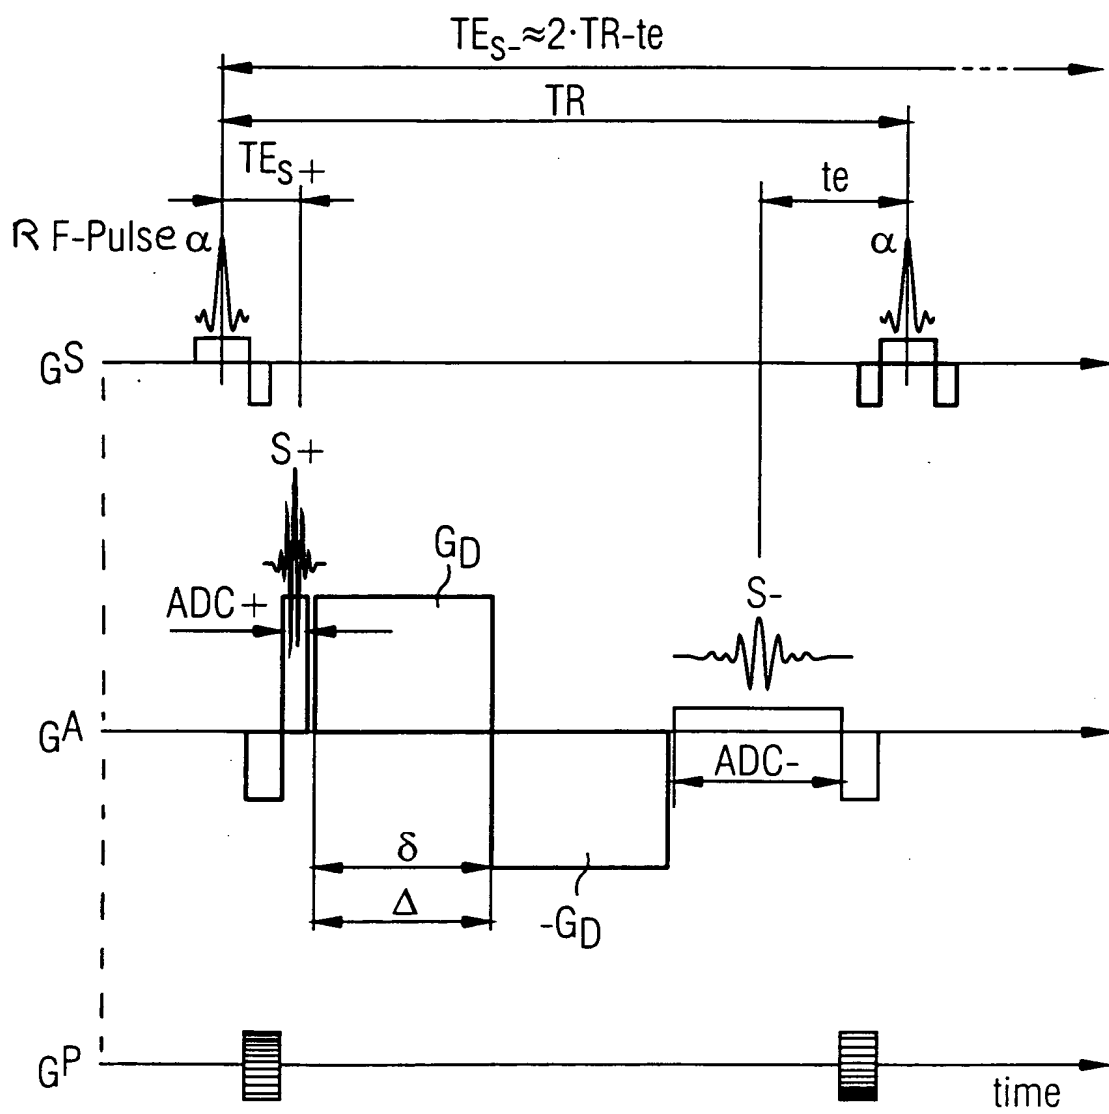 TES-≈2·TR-te
TR
TES+
te
RF-Pulse α
α
GS
S+
GD
ADC+
S-
GA
ADC-
δ
Δ
-GD
GP
time